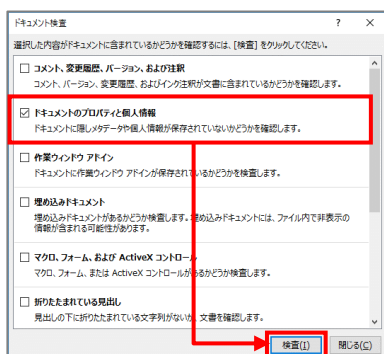 ドキュメント検査
? ×
選択した内容がドキュメントに含まれているかどうかを確認するには、[検査] をクリックしてください。
コメント、変更履歴、バージョン、および注釈
コメント、バージョン、変更履歴、およびインク注釈が文書に含まれているかどうかを確認します。
ドキュメントのプロパティと個人情報
ドキュメントに隠しメタデータや個人情報が保存されていないかどうかを確認します。
作業ウィンドウ アドイン
ドキュメントに作業ウィンドウ アドインが保存されているかどうかを検査します。
埋め込みドキュメント
埋め込みドキュメントがあるかどうか検査します。埋め込みドキュメントには、ファイル内で非表示の
情報が含まれる可能性があります。
マクロ、フォーム、および ActiveX コントロール
マクロ、フォーム、または ActiveX コントロールがあるかどうか検査します。
折りたたまれている見出し
見出しの下に折りたたまれている文字列がないか、文書を確認します。
検査(I) 閉じる(C)